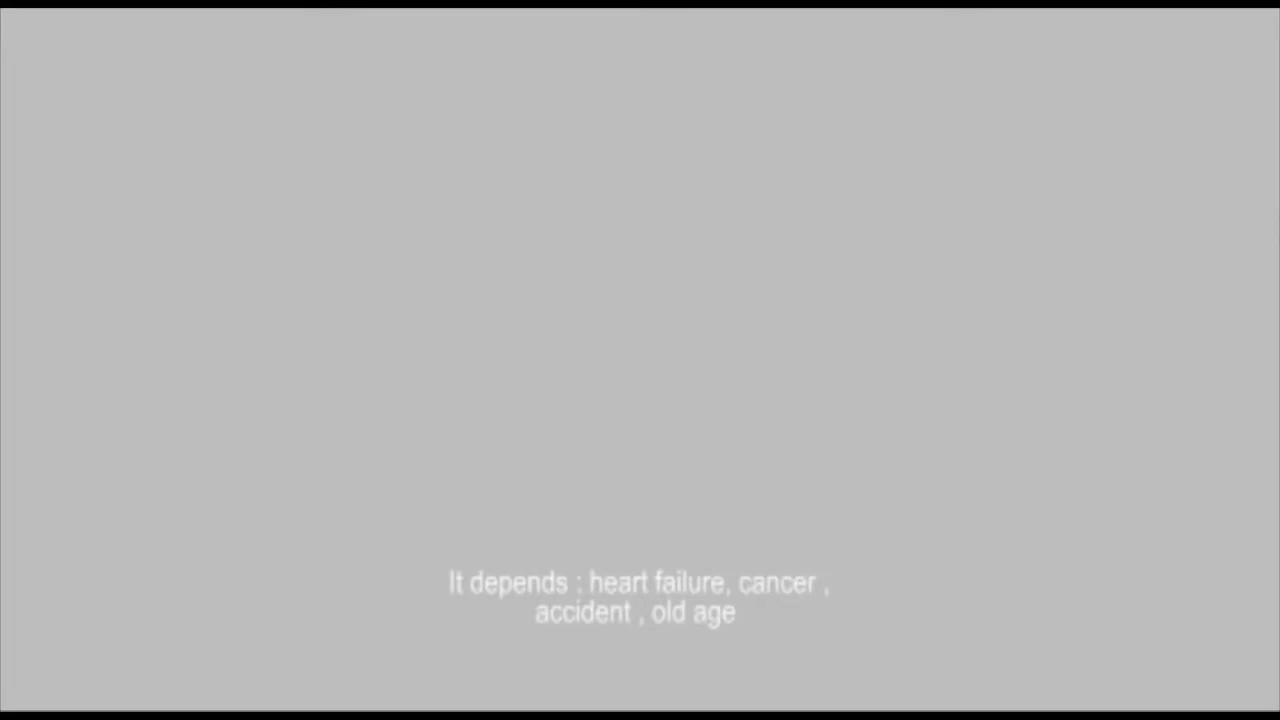 It depends : heart failure, cancer ,
accident , old age